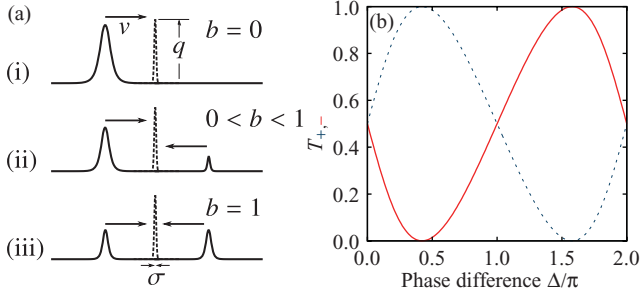 (a)
v
q
b = 0
(i)
0 < b < 1
(ii)
b = 1
(iii)
σ
(b)
1.0
0.8
0.6
0.4
0.2
0.0
T+,−
0.0 0.5 1.0 1.5 2.0
Phase difference Δ/π